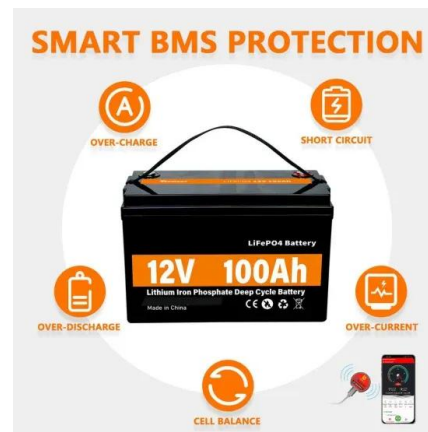 SMART BMS PROTECTION
A
OVER-CHARGE
SHORT CIRCUIT
LiFePO4 Battery
12V 100Ah
Lithium Iron Phosphate Deep Cycle Battery
Made in China
CE
OVER-DISCHARGE
OVER-CURRENT
CELL BALANCE